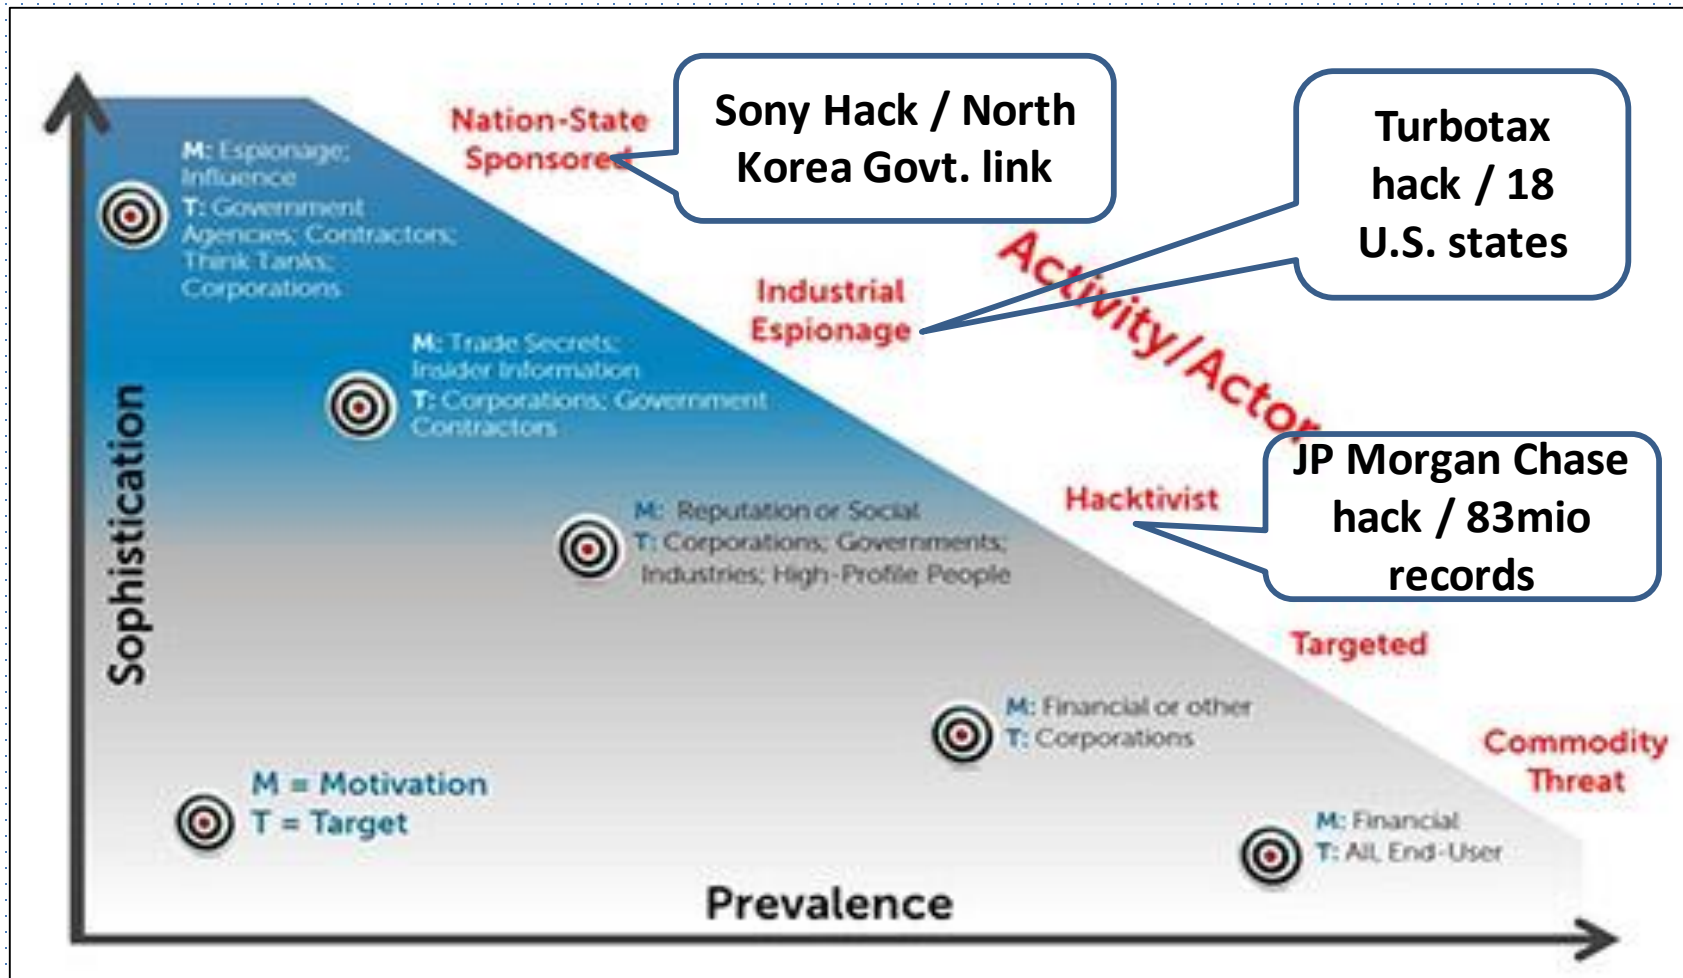 Nation-State
Sponsored
Sony Hack / North
Korea Govt. link
Turbotax
hack / 18
U.S. states
M: Espionage;
Influence
T: Government
Agencies; Contractors;
Think Tanks;
Corporations
Industrial
Espionage
Activity/Actor
M: Trade Secrets;
Insider Information
T: Corporations; Government
Contractors
Sophistication
JP Morgan Chase
hack / 83mio
records
Hacktivist
M: Reputation or Social
T: Corporations; Governments;
Industries; High-Profile People
Targeted
M: Financial or other
T: Corporations
Commodity
Threat
M = Motivation
T = Target
M: Financial
T: All, End-User
Prevalence